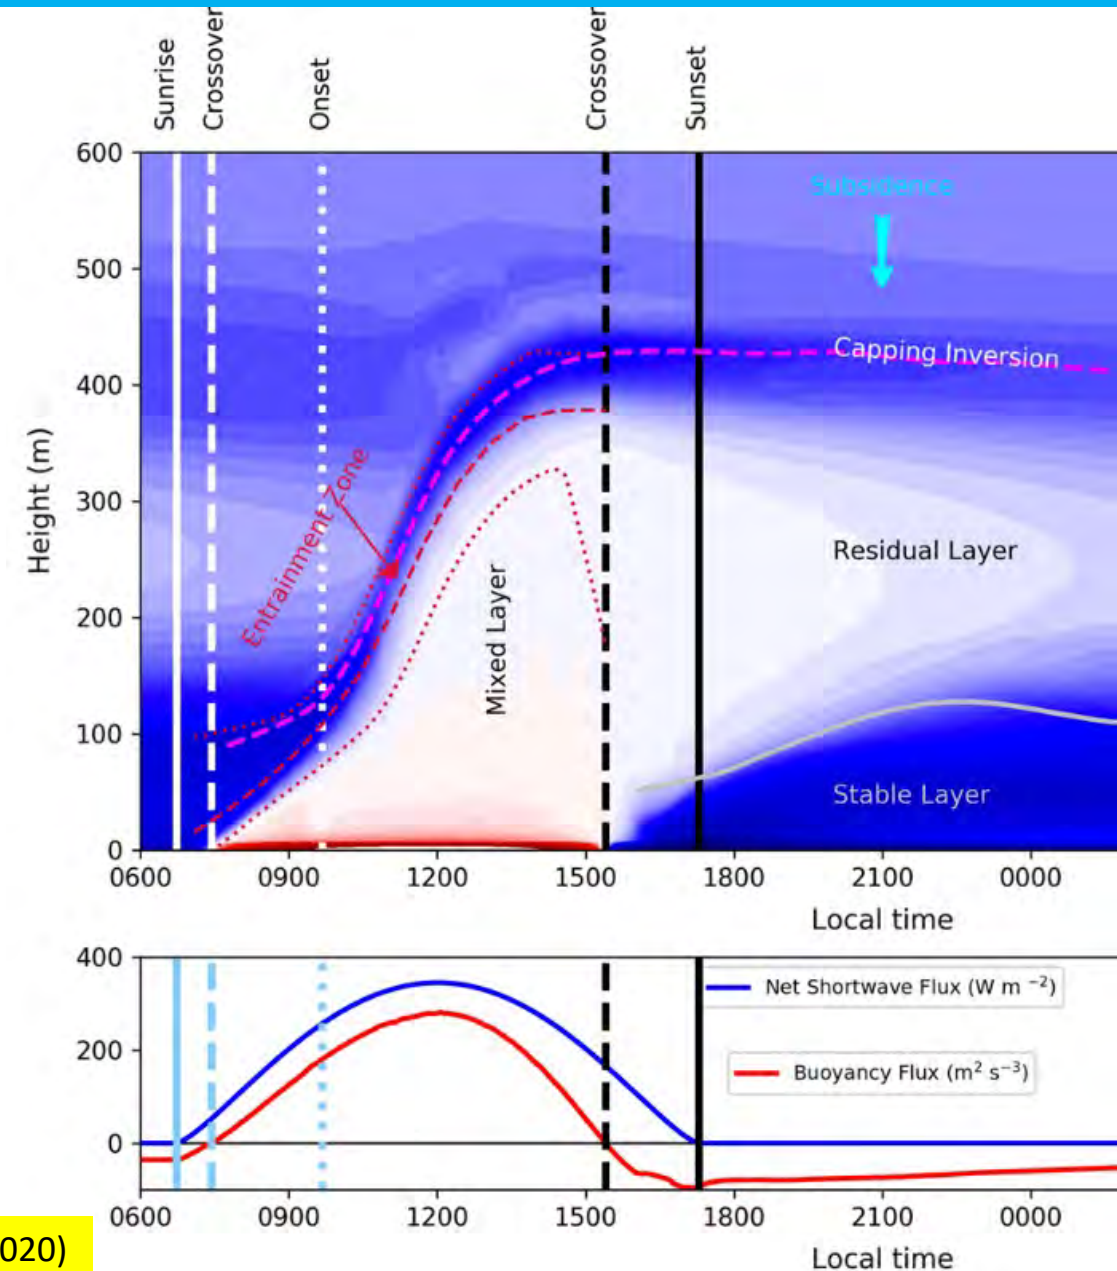 Sunrise
Crossover
Onset
Crossover
Sunset
600
500
400
300
200
100
0
Height (m)
Subsidence
Capping Inversion
Entrainment Zone
Mixed Layer
Residual Layer
Stable Layer
0600 0900 1200 1500 1800 2100 0000
Local time
400
200
0
Net Shortwave Flux (W m⁻²)
Buoyancy Flux (m² s⁻³)
0600 0900 1200 1500 1800 2100 0000
Local time
020)